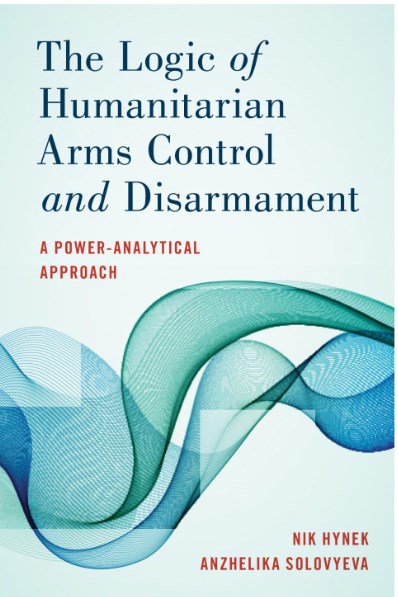 The Logic of
Humanitarian
Arms Control
and Disarmament
A POWER-ANALYTICAL
APPROACH
NIK HYNEK
ANZHELIKA SOLOVYEVA